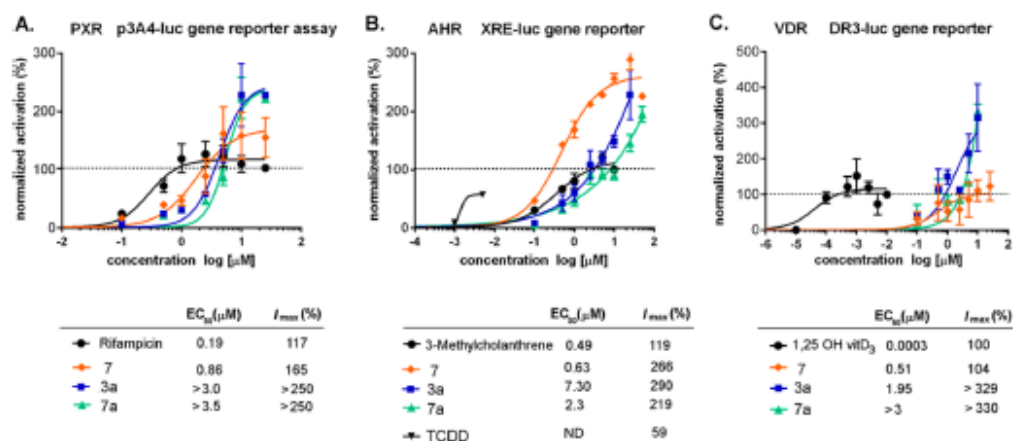 A. PXR p3A4-luc gene reporter assay
normalized activation (%)
300
200
100
0
-2 -1 0 1 2
concentration log [µM]
EC50(µM) Imax (%)
Rifampicin 0.19 117
7 0.86 165
3a >3.0 >250
7a >3.5 >250
B. AHR XRE-luc gene reporter
normalized activation (%)
300
200
100
0
-4 -3 -2 -1 0 1 2
concentration log [µM]
EC50(µM) Imax (%)
3-Methylcholanthrene 0.49 119
7 0.63 266
3a 7.30 290
7a 2.3 219
TCDD ND 59
C. VDR DR3-luc gene reporter
normalized activation (%)
500
400
300
200
100
0
-6 -5 -4 -3 -2 -1 0 1 2
concentration log [µM]
EC50(µM) Imax (%)
1,25 OH vitD3 0.0003 100
7 0.51 104
3a 1.95 > 329
7a >3 > 330